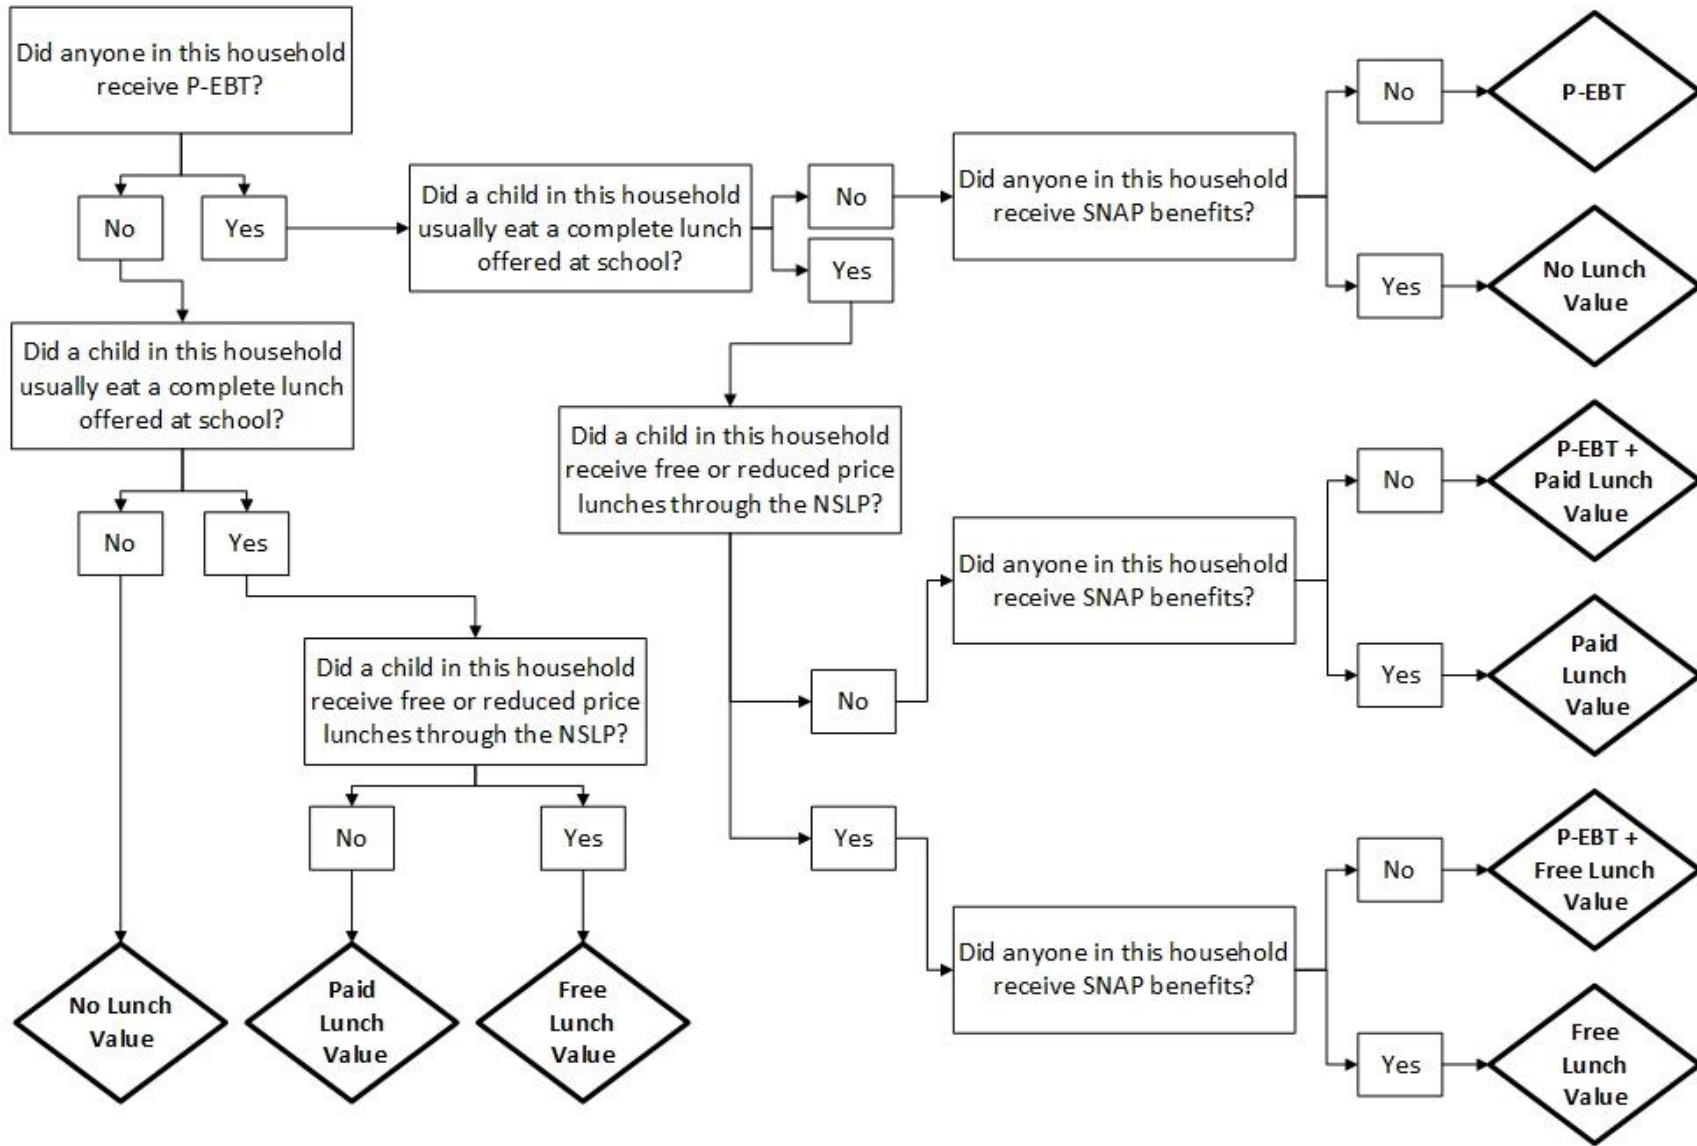 Did anyone in this household
receive P-EBT?
No
Yes
Did a child in this household
usually eat a complete lunch
offered at school?
No
Yes
Did anyone in this household
receive SNAP benefits?
No
P-EBT
Yes
No Lunch
Value
Did a child in this household
usually eat a complete lunch
offered at school?
No
Yes
Did a child in this household
receive free or reduced price
lunches through the NSLP?
No
Paid
Lunch
Value
Yes
Free
Lunch
Value
No Lunch
Value
Did a child in this household
receive free or reduced price
lunches through the NSLP?
No
Did anyone in this household
receive SNAP benefits?
No
P-EBT +
Paid Lunch
Value
Yes
Paid
Lunch
Value
Yes
Did anyone in this household
receive SNAP benefits?
No
P-EBT +
Free Lunch
Value
Yes
Free
Lunch
Value